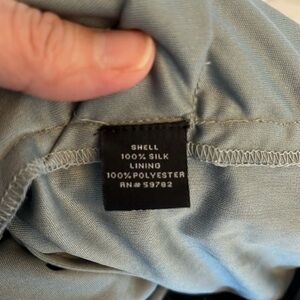 SHELL
100% SILK
LINING
100% POLYESTER
RN# 59782